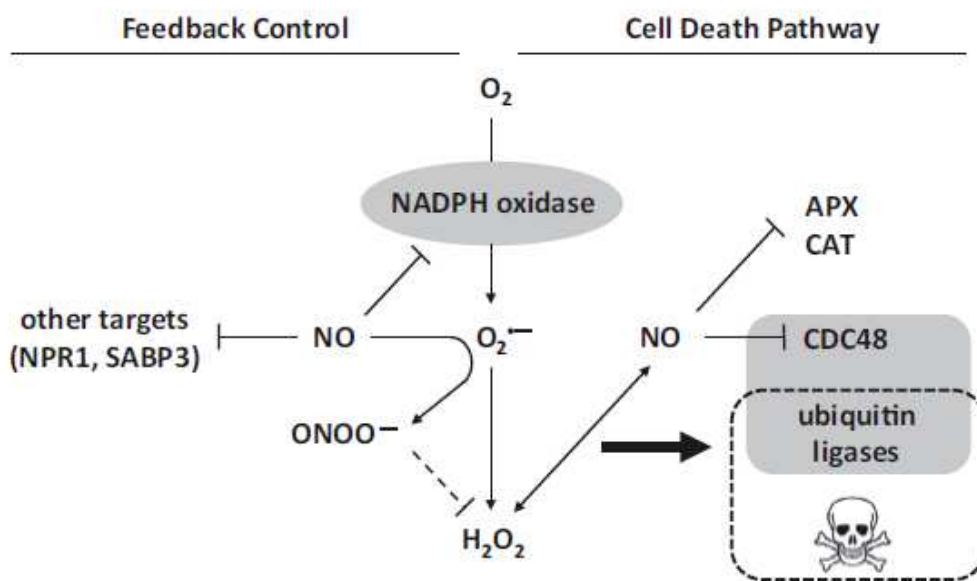 Feedback Control
Cell Death Pathway
O₂
NADPH oxidase
APX
CAT
other targets
(NPR1, SABP3)
NO
O₂•−
NO
CDC48
ONOO−
ubiquitin
ligases
H₂O₂